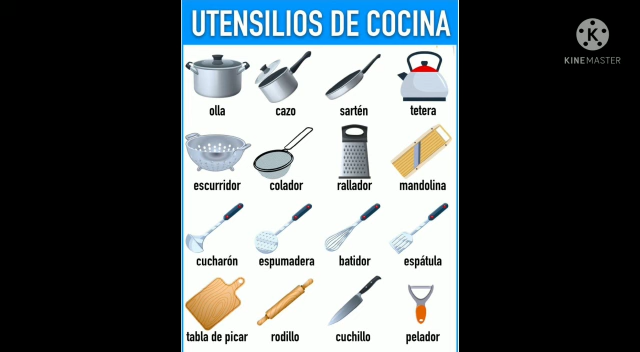 UTENSILIOS DE COCINA
K
KINEMASTER
olla
cazo
sartén
tetera
escurridor
colador
rallador
mandolina
cucharón
espumadera
batidor
espátula
tabla de picar
rodillo
cuchillo
pelador